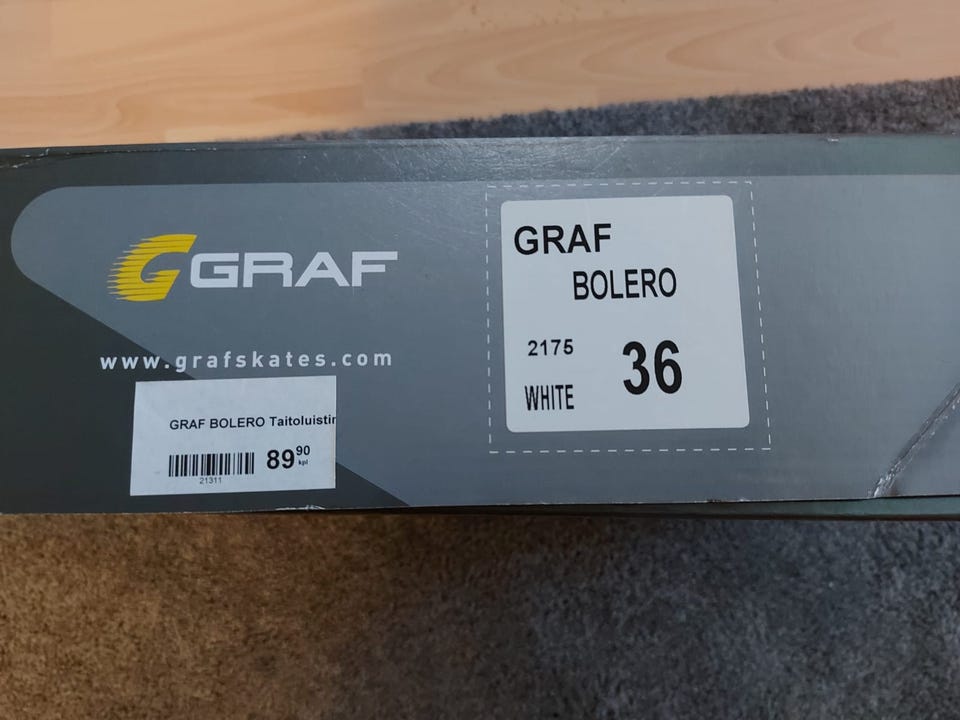 GRAF
www.grafskates.com
GRAF BOLERO Taitoluistin
89 90
kpl
21311
GRAF
BOLERO
2175
36
WHITE